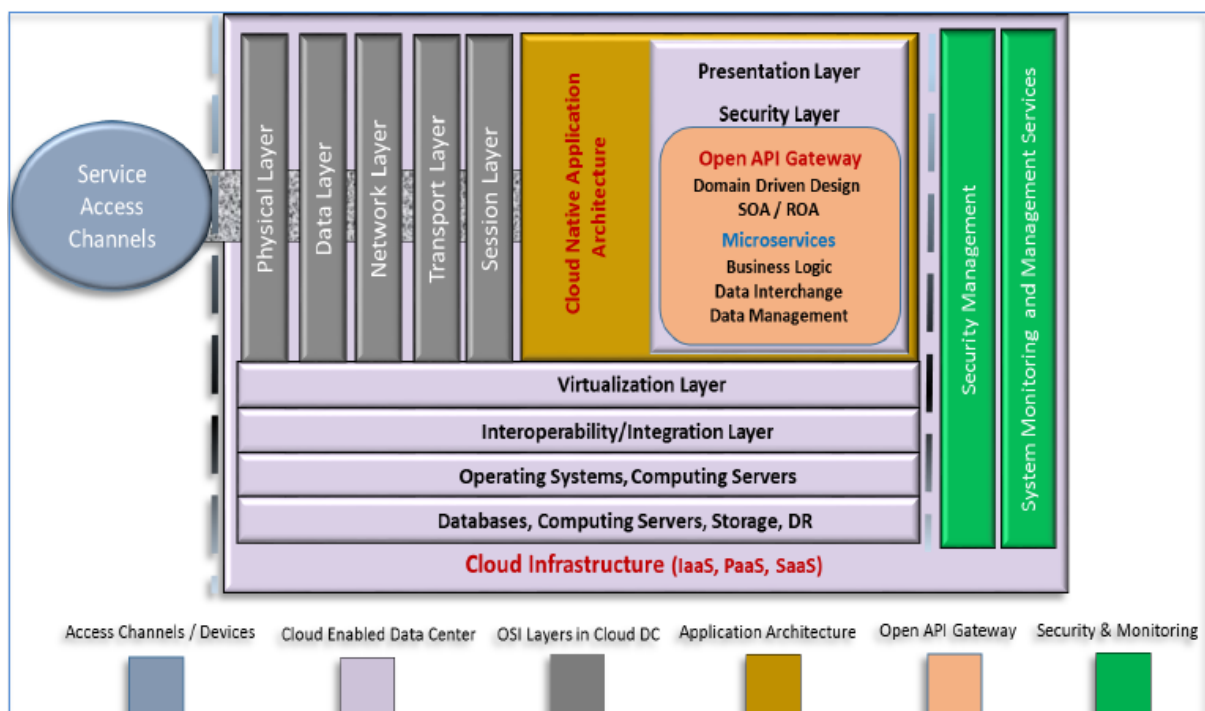 Service
Access
Channels
Physical Layer
Data Layer
Network Layer
Transport Layer
Session Layer
Cloud Native Application
Architecture
Presentation Layer
Security Layer
Open API Gateway
Domain Driven Design
SOA / ROA
Microservices
Business Logic
Data Interchange
Data Management
Security Management
System Monitoring and Management Services
Virtualization Layer
Interoperability/Integration Layer
Operating Systems, Computing Servers
Databases, Computing Servers, Storage, DR
Cloud Infrastructure (IaaS, PaaS, SaaS)
Access Channels / Devices
Cloud Enabled Data Center
OSI Layers in Cloud DC
Application Architecture
Open API Gateway
Security & Monitoring